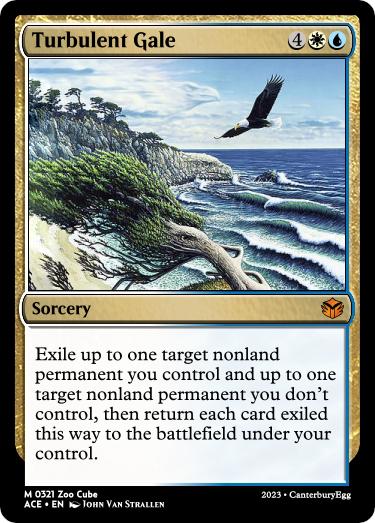 Turbulent Gale 4
Sorcery
Exile up to one target nonland
permanent you control and up to one
target nonland permanent you don't
control, then return each card exiled
this way to the battlefield under your
control.
M 0321 Zoo Cube
ACE • EN John Van Strallen
2023 • CanterburyEgg